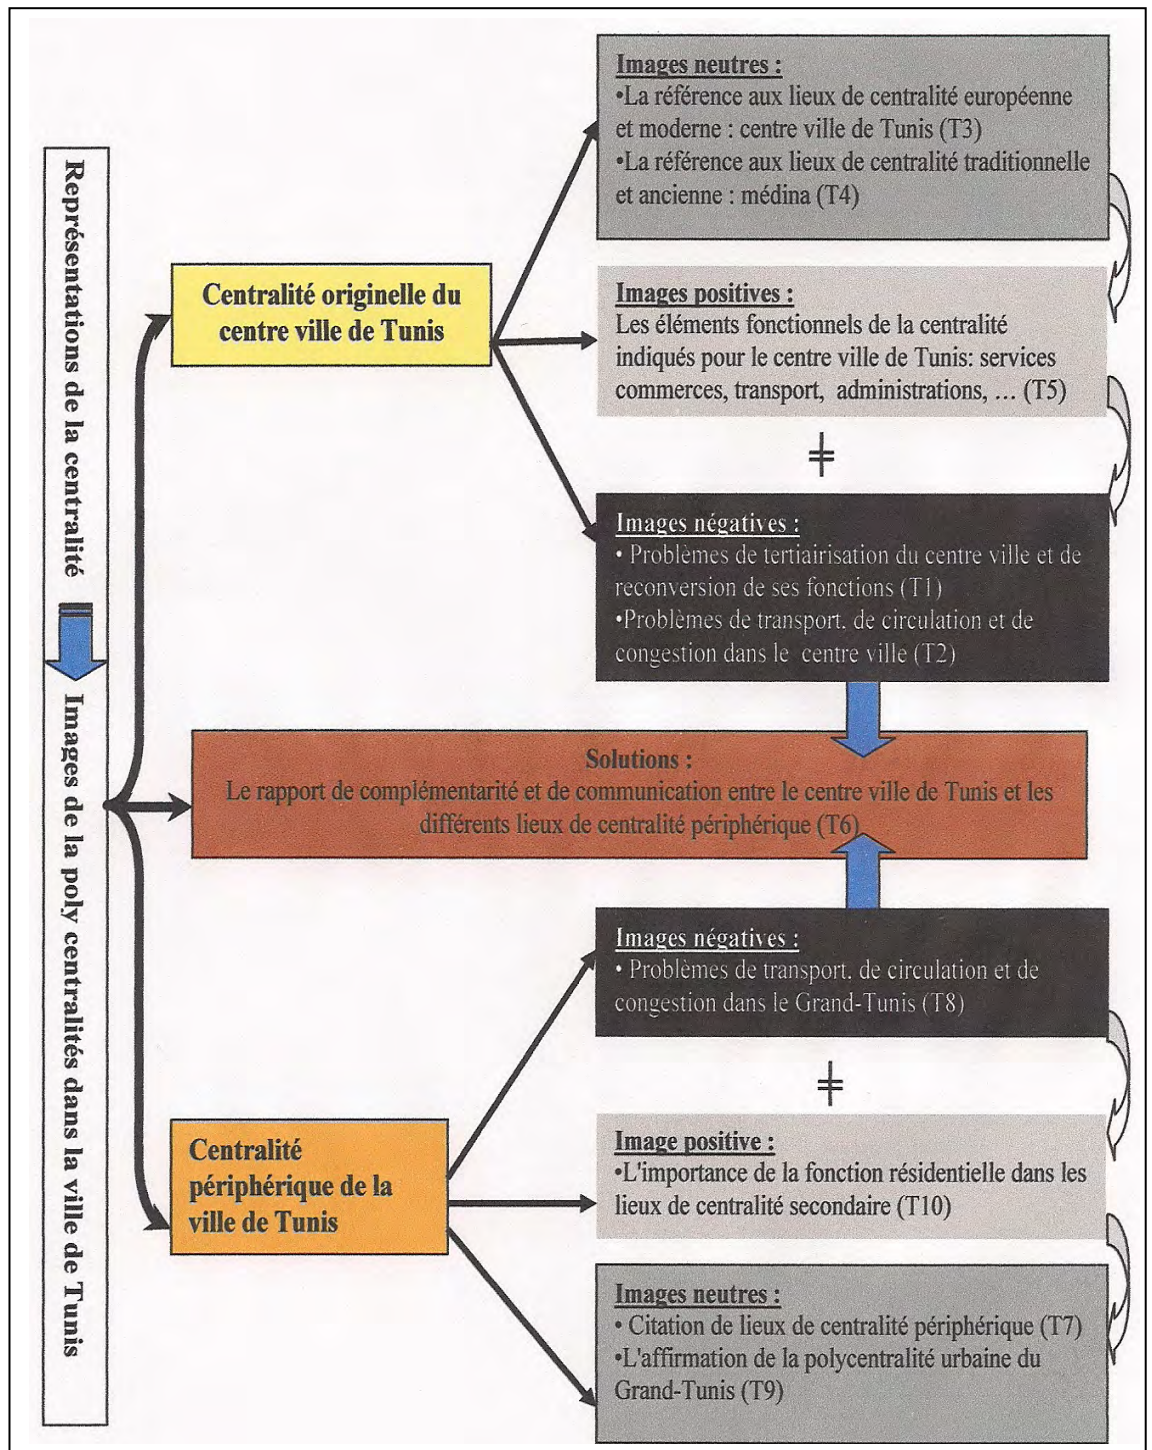 Représentations de la centralité
Images de la poly centralités dans la ville de Tunis
Centralité originelle du
centre ville de Tunis
Images neutres :
•La référence aux lieux de centralité européenne
et moderne : centre ville de Tunis (T3)
•La référence aux lieux de centralité traditionnelle
et ancienne : médina (T4)
Images positives :
Les éléments fonctionnels de la centralité
indiqués pour le centre ville de Tunis: services
commerces, transport, administrations, … (T5)
ǂ
Images négatives :
• Problèmes de tertiairisation du centre ville et de
reconversion de ses fonctions (T1)
•Problèmes de transport. de circulation et de
congestion dans le centre ville (T2)
Solutions :
Le rapport de complémentarité et de communication entre le centre ville de Tunis et les
différents lieux de centralité périphérique (T6)
Centralité
périphérique de la
ville de Tunis
Images négatives :
• Problèmes de transport. de circulation et de
congestion dans le Grand-Tunis (T8)
ǂ
Image positive :
•L'importance de la fonction résidentielle dans les
lieux de centralité secondaire (T10)
Images neutres :
• Citation de lieux de centralité périphérique (T7)
•L'affirmation de la polycentralité urbaine du
Grand-Tunis (T9)